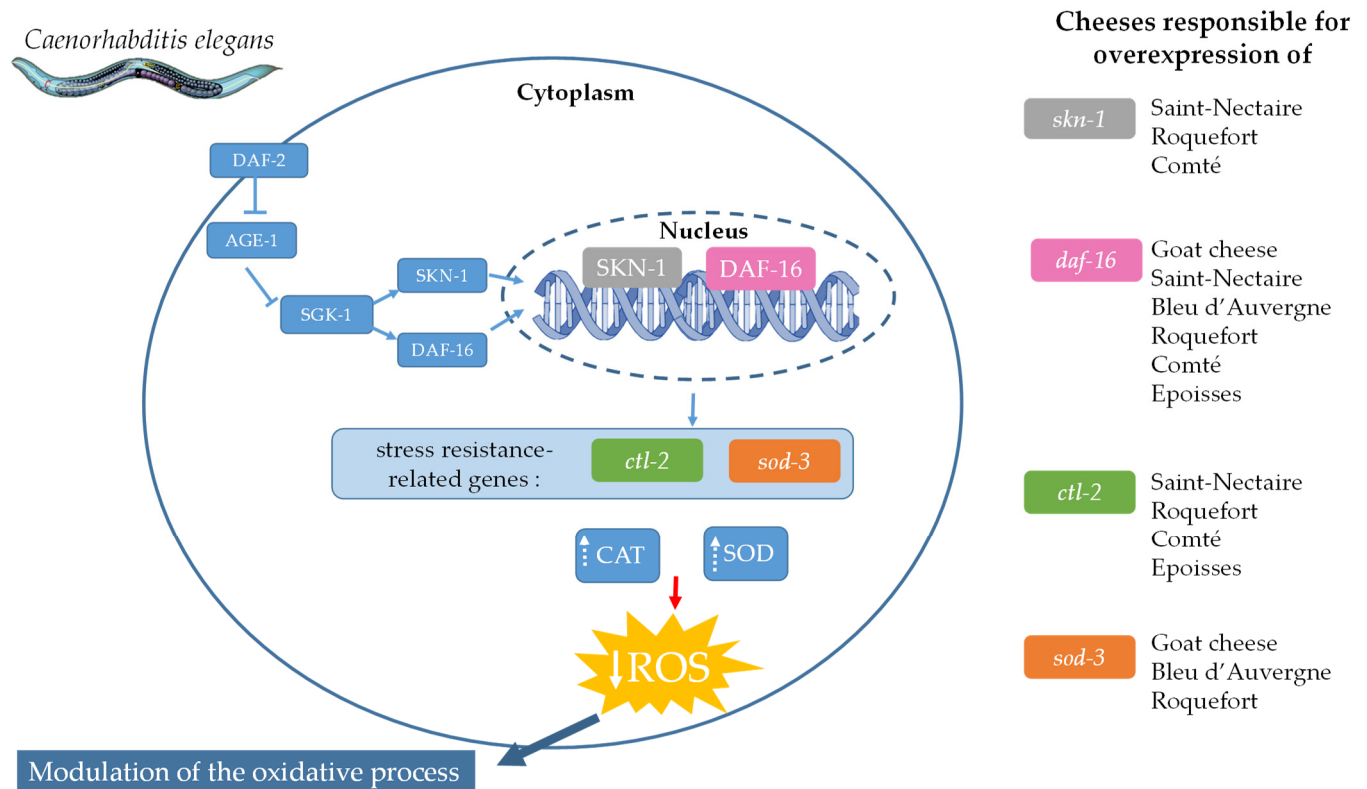 Caenorhabditis elegans
Cytoplasm
DAF-2
AGE-1
SGK-1
SKN-1
DAF-16
Nucleus
SKN-1
DAF-16
stress resistance-
related genes :
ctl-2
sod-3
CAT
SOD
ROS
Modulation of the oxidative process
Cheeses responsible for
overexpression of
skn-1
Saint-Nectaire
Roquefort
Comté
daf-16
Goat cheese
Saint-Nectaire
Bleu d’Auvergne
Roquefort
Comté
Epoisses
ctl-2
Saint-Nectaire
Roquefort
Comté
Epoisses
sod-3
Goat cheese
Bleu d’Auvergne
Roquefort